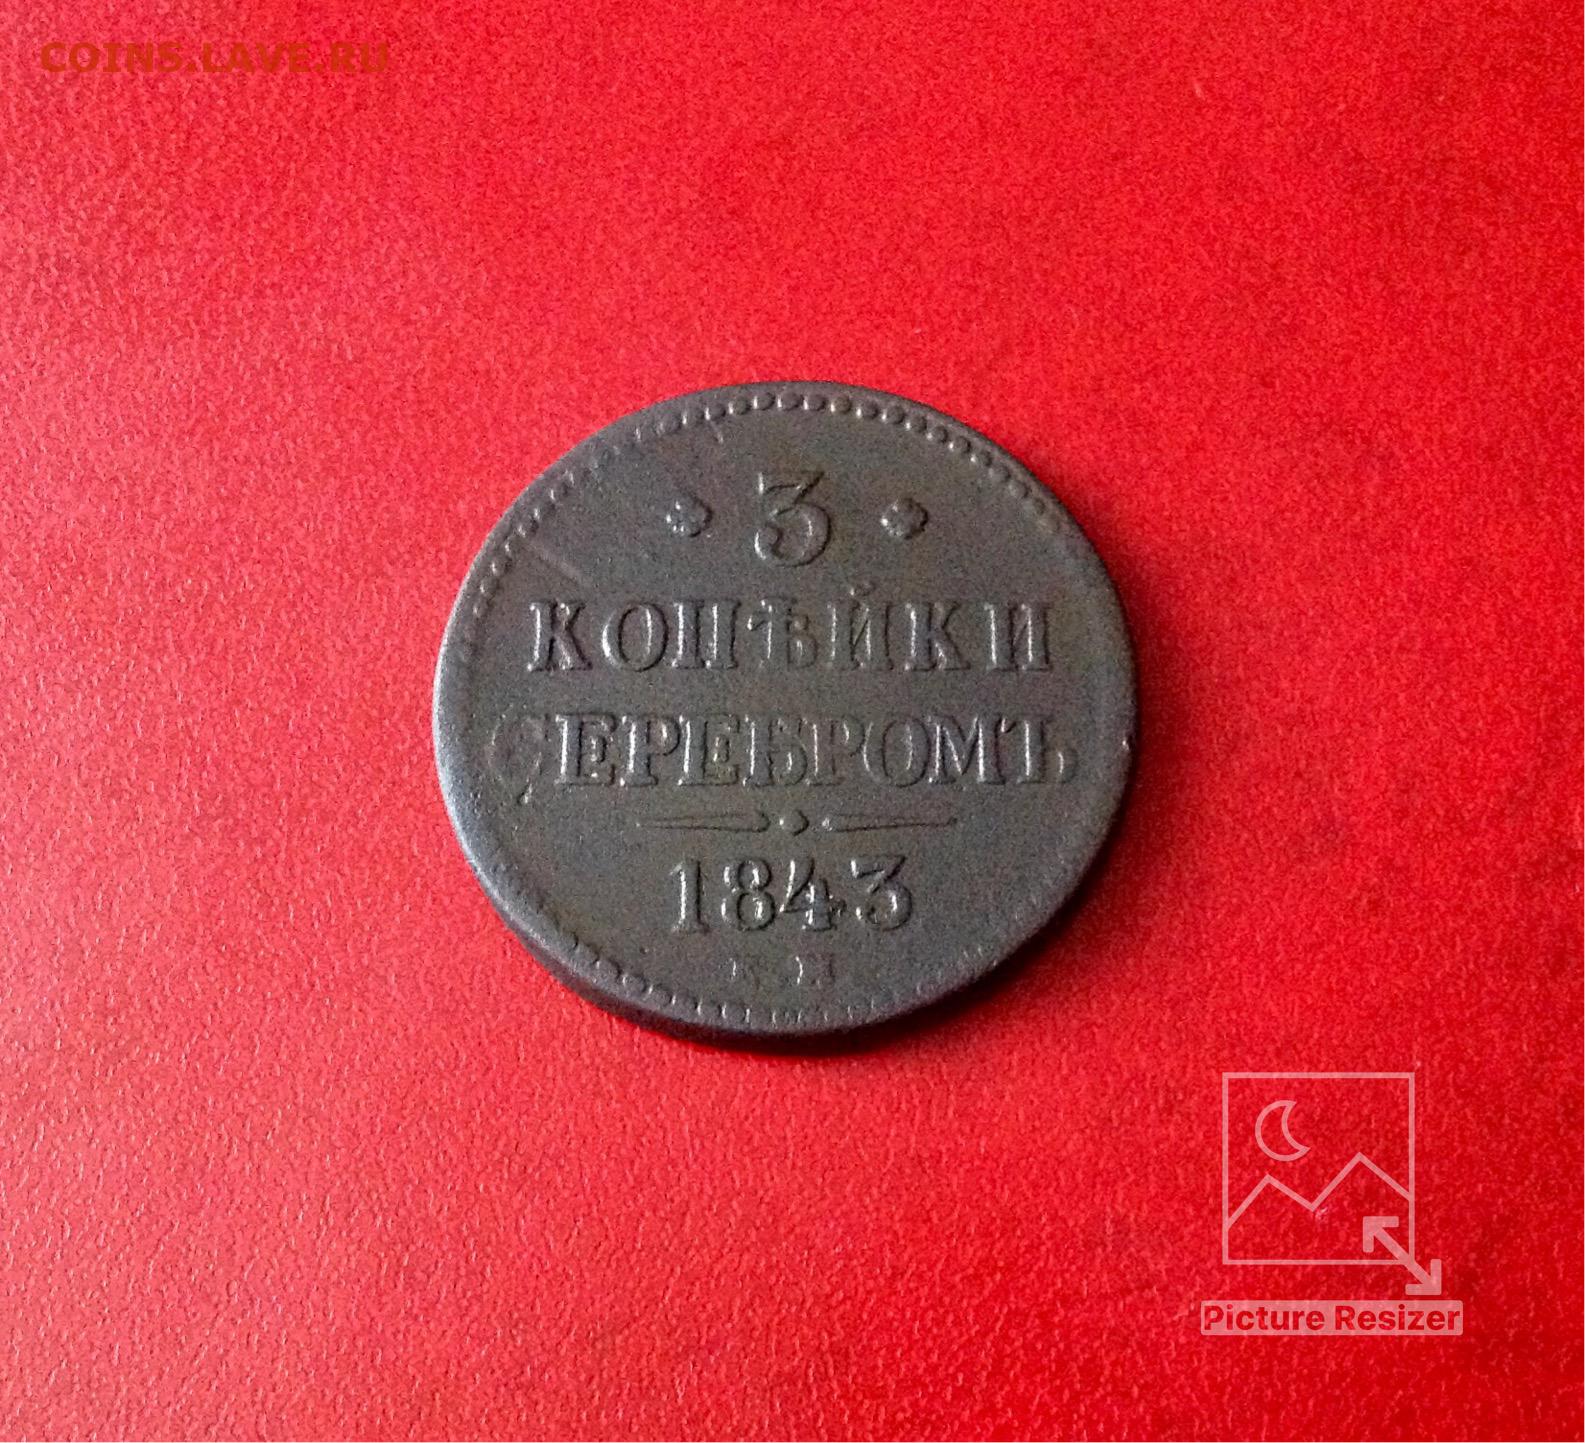 COINS.LAVE.RU
3
КОПѢЙКИ
СЕРЕБРОМЪ
1843
Picture Resizer